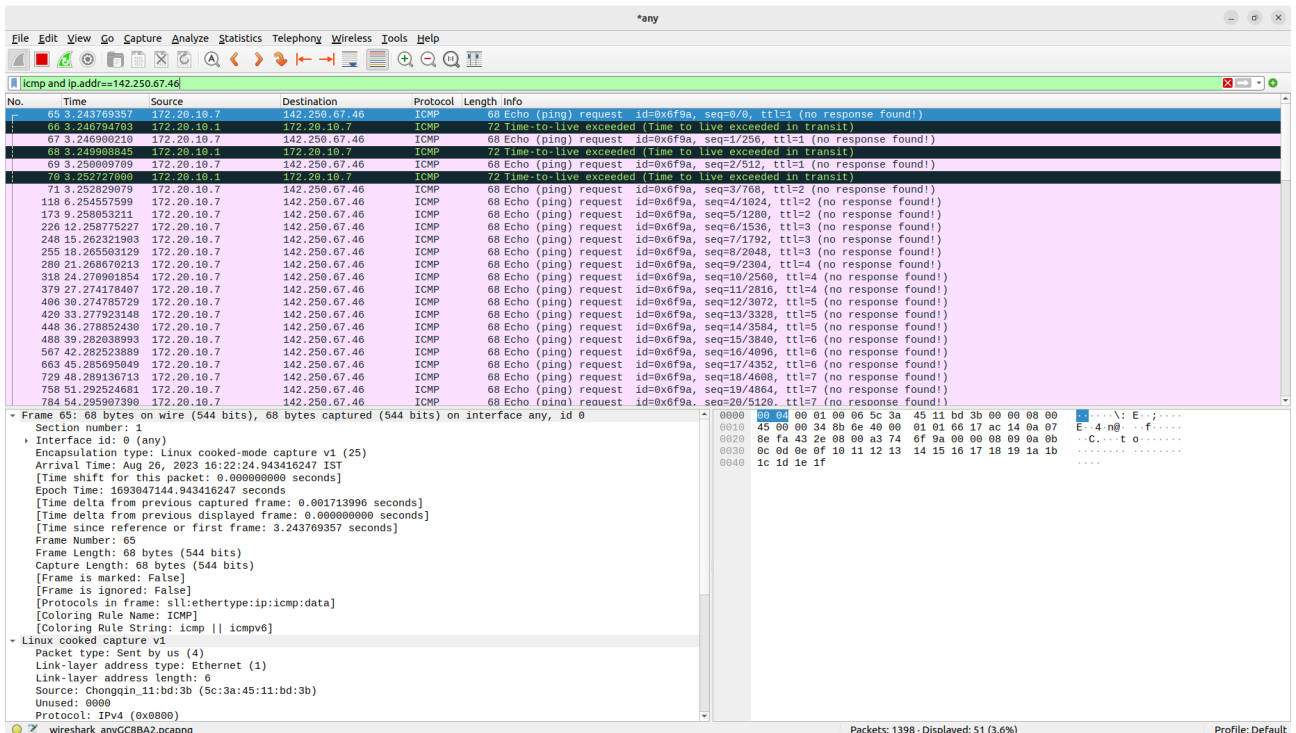 *any
File Edit View Go Capture Analyze Statistics Telephony Wireless Tools Help
icmp and ip.addr==142.250.67.46
No. Time Source Destination Protocol Length Info
65 3.243769357 172.20.10.7 142.250.67.46 ICMP 68 Echo (ping) request id=0x6f9a, seq=0/0, ttl=1 (no response found!)
66 3.246794703 172.20.10.1 172.20.10.7 ICMP 72 Time-to-live exceeded (Time to live exceeded in transit)
67 3.246900210 172.20.10.7 142.250.67.46 ICMP 68 Echo (ping) request id=0x6f9a, seq=1/256, ttl=1 (no response found!)
68 3.249908845 172.20.10.1 172.20.10.7 ICMP 72 Time-to-live exceeded (Time to live exceeded in transit)
69 3.250009709 172.20.10.7 142.250.67.46 ICMP 68 Echo (ping) request id=0x6f9a, seq=2/512, ttl=1 (no response found!)
70 3.252727000 172.20.10.1 172.20.10.7 ICMP 72 Time-to-live exceeded (Time to live exceeded in transit)
71 3.252829079 172.20.10.7 142.250.67.46 ICMP 68 Echo (ping) request id=0x6f9a, seq=3/768, ttl=2 (no response found!)
118 6.254557599 172.20.10.7 142.250.67.46 ICMP 68 Echo (ping) request id=0x6f9a, seq=4/1024, ttl=2 (no response found!)
173 9.258053211 172.20.10.7 142.250.67.46 ICMP 68 Echo (ping) request id=0x6f9a, seq=5/1280, ttl=2 (no response found!)
226 12.258775227 172.20.10.7 142.250.67.46 ICMP 68 Echo (ping) request id=0x6f9a, seq=6/1536, ttl=3 (no response found!)
248 15.262321903 172.20.10.7 142.250.67.46 ICMP 68 Echo (ping) request id=0x6f9a, seq=7/1792, ttl=3 (no response found!)
255 18.265503129 172.20.10.7 142.250.67.46 ICMP 68 Echo (ping) request id=0x6f9a, seq=8/2048, ttl=3 (no response found!)
280 21.268670213 172.20.10.7 142.250.67.46 ICMP 68 Echo (ping) request id=0x6f9a, seq=9/2304, ttl=4 (no response found!)
318 24.270901854 172.20.10.7 142.250.67.46 ICMP 68 Echo (ping) request id=0x6f9a, seq=10/2560, ttl=4 (no response found!)
379 27.274178407 172.20.10.7 142.250.67.46 ICMP 68 Echo (ping) request id=0x6f9a, seq=11/2816, ttl=4 (no response found!)
406 30.274785729 172.20.10.7 142.250.67.46 ICMP 68 Echo (ping) request id=0x6f9a, seq=12/3072, ttl=5 (no response found!)
420 33.277923148 172.20.10.7 142.250.67.46 ICMP 68 Echo (ping) request id=0x6f9a, seq=13/3328, ttl=5 (no response found!)
448 36.278852430 172.20.10.7 142.250.67.46 ICMP 68 Echo (ping) request id=0x6f9a, seq=14/3584, ttl=5 (no response found!)
488 39.282038993 172.20.10.7 142.250.67.46 ICMP 68 Echo (ping) request id=0x6f9a, seq=15/3840, ttl=6 (no response found!)
567 42.282523889 172.20.10.7 142.250.67.46 ICMP 68 Echo (ping) request id=0x6f9a, seq=16/4096, ttl=6 (no response found!)
663 45.285695049 172.20.10.7 142.250.67.46 ICMP 68 Echo (ping) request id=0x6f9a, seq=17/4352, ttl=6 (no response found!)
729 48.289136713 172.20.10.7 142.250.67.46 ICMP 68 Echo (ping) request id=0x6f9a, seq=18/4608, ttl=7 (no response found!)
758 51.292524681 172.20.10.7 142.250.67.46 ICMP 68 Echo (ping) request id=0x6f9a, seq=19/4864, ttl=7 (no response found!)
784 54.295907390 172.20.10.7 142.250.67.46 ICMP 68 Echo (ping) request id=0x6f9a, seq=20/5120, ttl=7 (no response found!)
Frame 65: 68 bytes on wire (544 bits), 68 bytes captured (544 bits) on interface any, id 0
Section number: 1
Interface id: 0 (any)
Encapsulation type: Linux cooked-mode capture v1 (25)
Arrival Time: Aug 26, 2023 16:22:24.943416247 IST
[Time shift for this packet: 0.000000000 seconds]
Epoch Time: 1693047144.943416247 seconds
[Time delta from previous captured frame: 0.001713996 seconds]
[Time delta from previous displayed frame: 0.000000000 seconds]
[Time since reference or first frame: 3.243769357 seconds]
Frame Number: 65
Frame Length: 68 bytes (544 bits)
Capture Length: 68 bytes (544 bits)
[Frame is marked: False]
[Frame is ignored: False]
[Protocols in frame: sll:ethertype:ip:icmp:data]
[Coloring Rule Name: ICMP]
[Coloring Rule String: icmp || icmpv6]
Linux cooked capture v1
Packet type: Sent by us (4)
Link-layer address type: Ethernet (1)
Link-layer address length: 6
Source: Chongqin_11:bd:3b (5c:3a:45:11:bd:3b)
Unused: 0000
Protocol: IPv4 (0x0800)
0000 00 04 00 01 00 06 5c 3a 45 11 bd 3b 00 00 08 00 ······\: E··;····
0010 45 00 00 34 8b 6e 40 00 01 01 66 17 ac 14 0a 07 E··4·n@· ··f·····
0020 8e fa 43 2e 08 00 a3 74 6f 9a 00 00 08 09 0a 0b ··C.···t o·······
0030 0c 0d 0e 0f 10 11 12 13 14 15 16 17 18 19 1a 1b ········ ········
0040 1c 1d 1e 1f ····
wireshark_anyGC8BA2.pcapng Packets: 1398 · Displayed: 51 (3.6%) Profile: Default